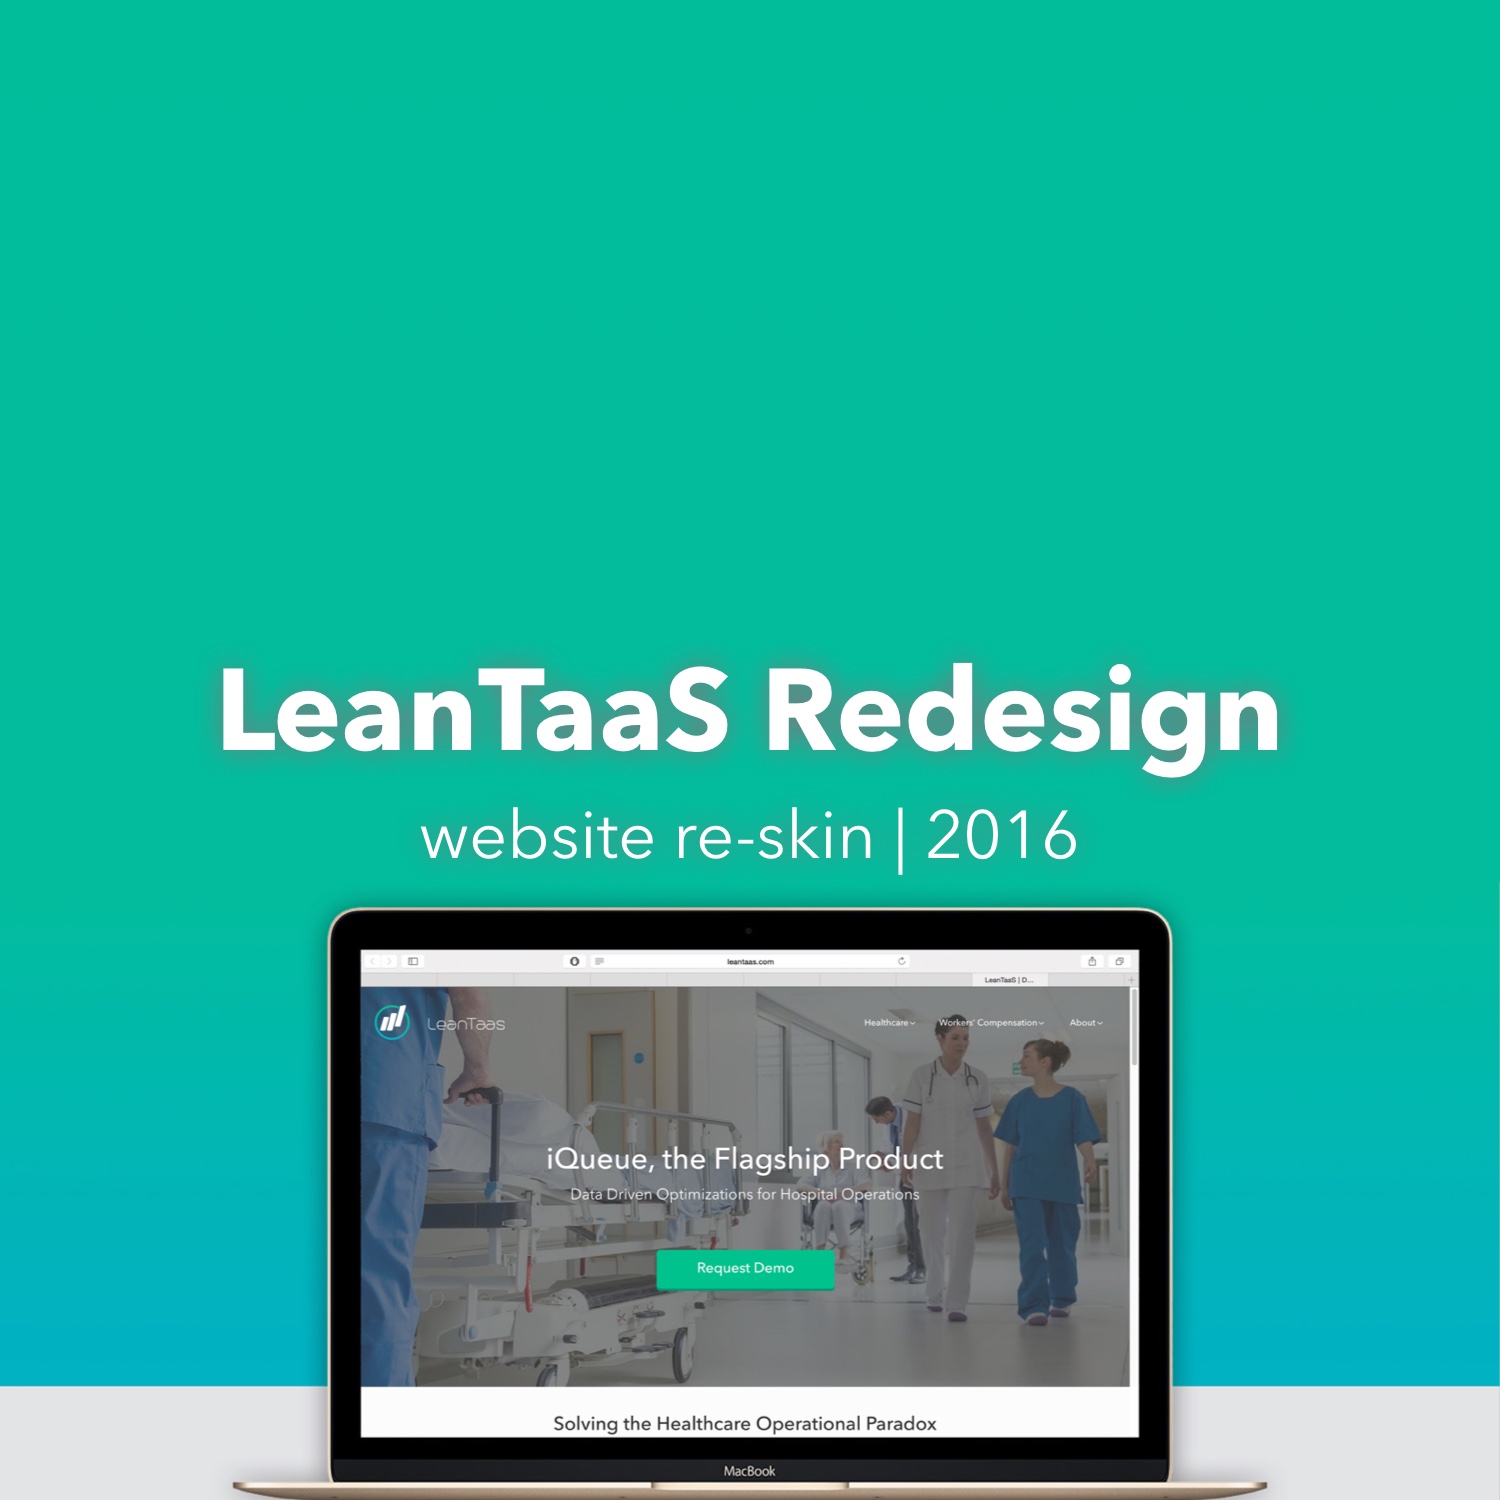 LeanTaaS Redesign
website re-skin | 2016
leantaas.com
LeanTaaS | D...
LeanTaas
Healthcare
Workers' Compensation
About
iQueue, the Flagship Product
Data Driven Optimizations for Hospital Operations
Request Demo
Solving the Healthcare Operational Paradox
MacBook